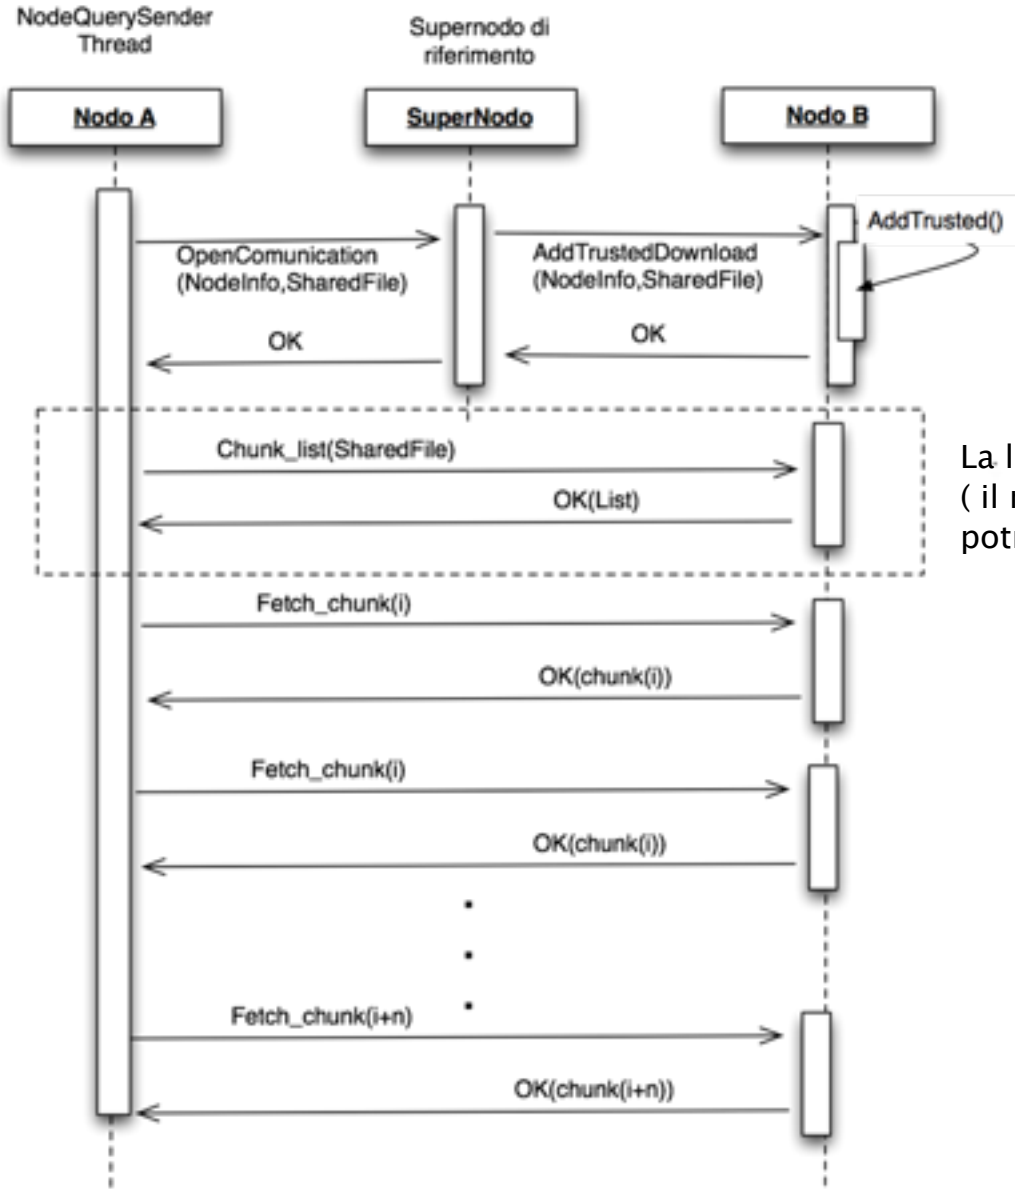 NodeQuerySender
Thread
Supernodo di
riferimento
Nodo A
SuperNodo
Nodo B
AddTrusted()
OpenComunication
(NodeInfo,SharedFile)
AddTrustedDownload
(NodeInfo,SharedFile)
OK
OK
Chunk_list(SharedFile)
La
( il
OK(List)
Fetch_chunk(i)
OK(chunk(i))
Fetch_chunk(i)
OK(chunk(i))
Fetch_chunk(i+n)
OK(chunk(i+n))